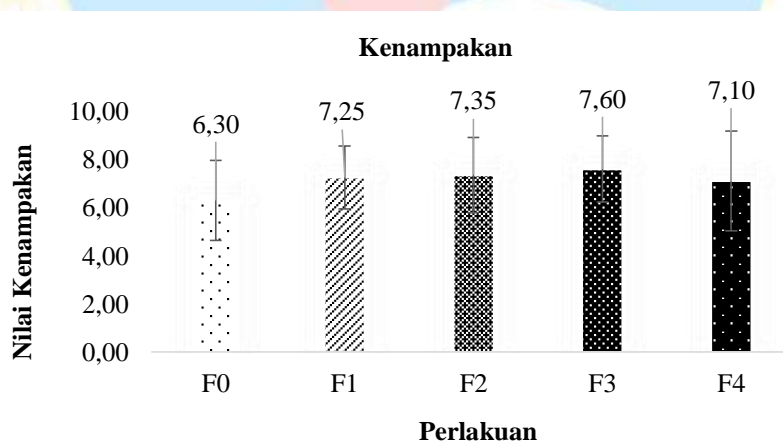 Kenampakan
Nilai Kenampakan
10,00
8,00
6,00
4,00
2,00
0,00
6,30
7,25
7,35
7,60
7,10
F0
F1
F2
F3
F4
Perlakuan